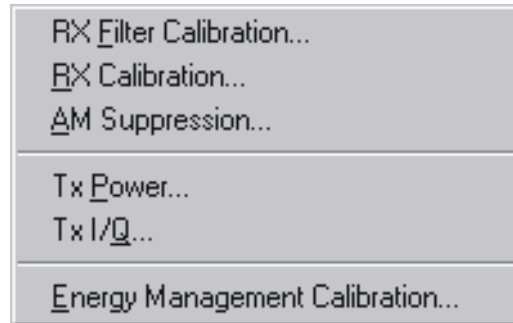 RX Filter Calibration...
RX Calibration...
AM Suppression...
Tx Power...
Tx I/Q...
Energy Management Calibration...